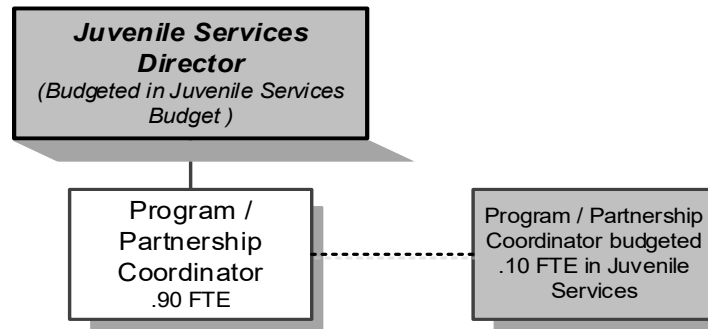 Juvenile Services
Director
(Budgeted in Juvenile Services
Budget )
Program /
Partnership
Coordinator
.90 FTE
Program / Partnership
Coordinator budgeted
.10 FTE in Juvenile
Services